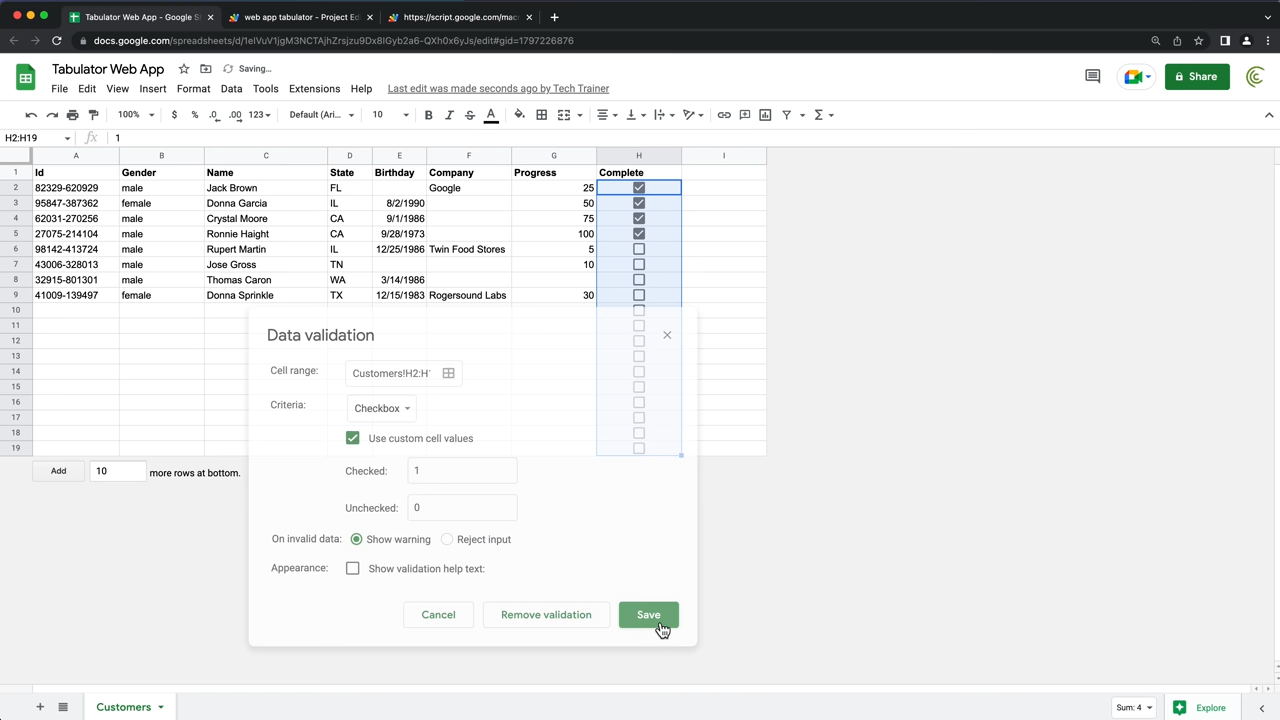 Tabulator Web App - Google S
web app tabulator - Project Ed
https://script.google.com/mac
docs.google.com/spreadsheets/d/1eIVuV1jgM3NCTAjhZrsjzu9Dx8IGyb2a6-QXh0x6yJs/edit#gid=1797226876
Tabulator Web App
Saving...
File Edit View Insert Format Data Tools Extensions Help Last edit was made seconds ago by Tech Trainer
Share
100% $ % .0 .00 123 Default (Ari... 10 B I S A
H2:H19 fx 1
A B C D E F G H I
1 Id Gender Name State Birthday Company Progress Complete
2 82329-620929 male Jack Brown FL Google 25
3 95847-387362 female Donna Garcia IL 8/2/1990 50
4 62031-270256 male Crystal Moore CA 9/1/1986 75
5 27075-214104 male Ronnie Haight CA 9/28/1973 100
6 98142-413724 male Rupert Martin IL 12/25/1986 Twin Food Stores 5
7 43006-328013 male Jose Gross TN 10
8 32915-801301 male Thomas Caron WA 3/14/1986
9 41009-139497 female Donna Sprinkle TX 12/15/1983 Rogersound Labs 30
10
11
12
13
14
15
16
17
18
19
Add 10 more rows at bottom.
Data validation
Cell range: Customers!H2:H
Criteria: Checkbox
Use custom cell values
Checked: 1
Unchecked: 0
On invalid data: Show warning Reject input
Appearance: Show validation help text:
Cancel Remove validation Save
Customers
Sum: 4 Explore